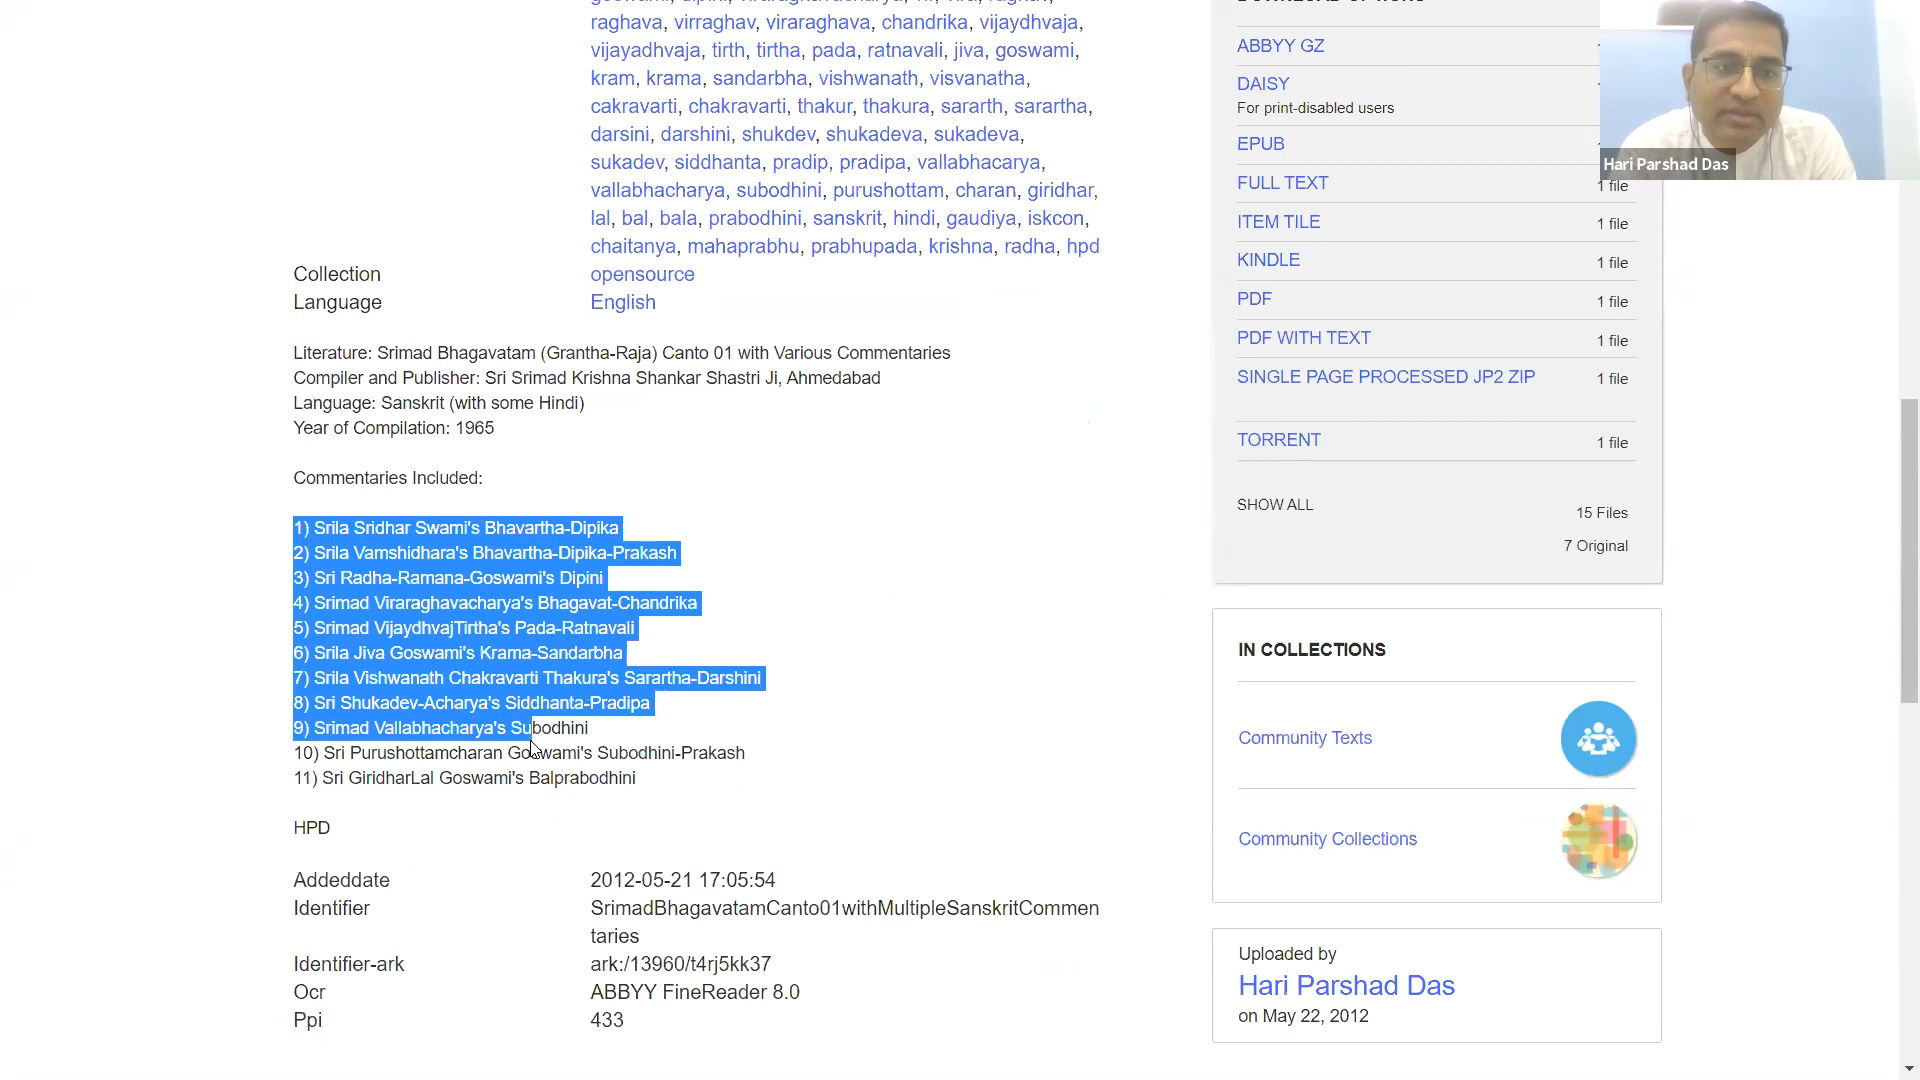 raghava, virraghav, viraraghava, chandrika, vijaydhvaja,
vijayadhvaja, tirth, tirtha, pada, ratnavali, jiva, goswami,
kram, krama, sandarbha, vishwanath, visvanatha,
cakravarti, chakravarti, thakur, thakura, sararth, sarartha,
darsini, darshini, shukdev, shukadeva, sukadeva,
sukadev, siddhanta, pradip, pradipa, vallabhacarya,
vallabhacharya, subodhini, purushottam, charan, giridhar,
lal, bal, bala, prabodhini, sanskrit, hindi, gaudiya, iskcon,
chaitanya, mahaprabhu, prabhupada, krishna, radha, hpd
Collection opensource
Language English
Literature: Srimad Bhagavatam (Grantha-Raja) Canto 01 with Various Commentaries
Compiler and Publisher: Sri Srimad Krishna Shankar Shastri Ji, Ahmedabad
Language: Sanskrit (with some Hindi)
Year of Compilation: 1965
Commentaries Included:
1) Srila Sridhar Swami's Bhavartha-Dipika
2) Srila Vamshidhara's Bhavartha-Dipika-Prakash
3) Sri Radha-Ramana-Goswami's Dipini
4) Srimad Viraraghavacharya's Bhagavat-Chandrika
5) Srimad VijaydhvajTirtha's Pada-Ratnavali
6) Srila Jiva Goswami's Krama-Sandarbha
7) Srila Vishwanath Chakravarti Thakura's Sarartha-Darshini
8) Sri Shukadev-Acharya's Siddhanta-Pradipa
9) Srimad Vallabhacharya's Subodhini
10) Sri Purushottamcharan Goswami's Subodhini-Prakash
11) Sri GiridharLal Goswami's Balprabodhini
HPD
Addeddate 2012-05-21 17:05:54
Identifier SrimadBhagavatamCanto01withMultipleSanskritCommen
taries
Identifier-ark ark:/13960/t4rj5kk37
Ocr ABBYY FineReader 8.0
Ppi 433
ABBYY GZ
DAISY
For print-disabled users
EPUB
FULL TEXT 1 file
ITEM TILE 1 file
KINDLE 1 file
PDF 1 file
PDF WITH TEXT 1 file
SINGLE PAGE PROCESSED JP2 ZIP 1 file
TORRENT 1 file
SHOW ALL 15 Files
7 Original
IN COLLECTIONS
Community Texts
Community Collections
Uploaded by
Hari Parshad Das
on May 22, 2012
Hari Parshad Das